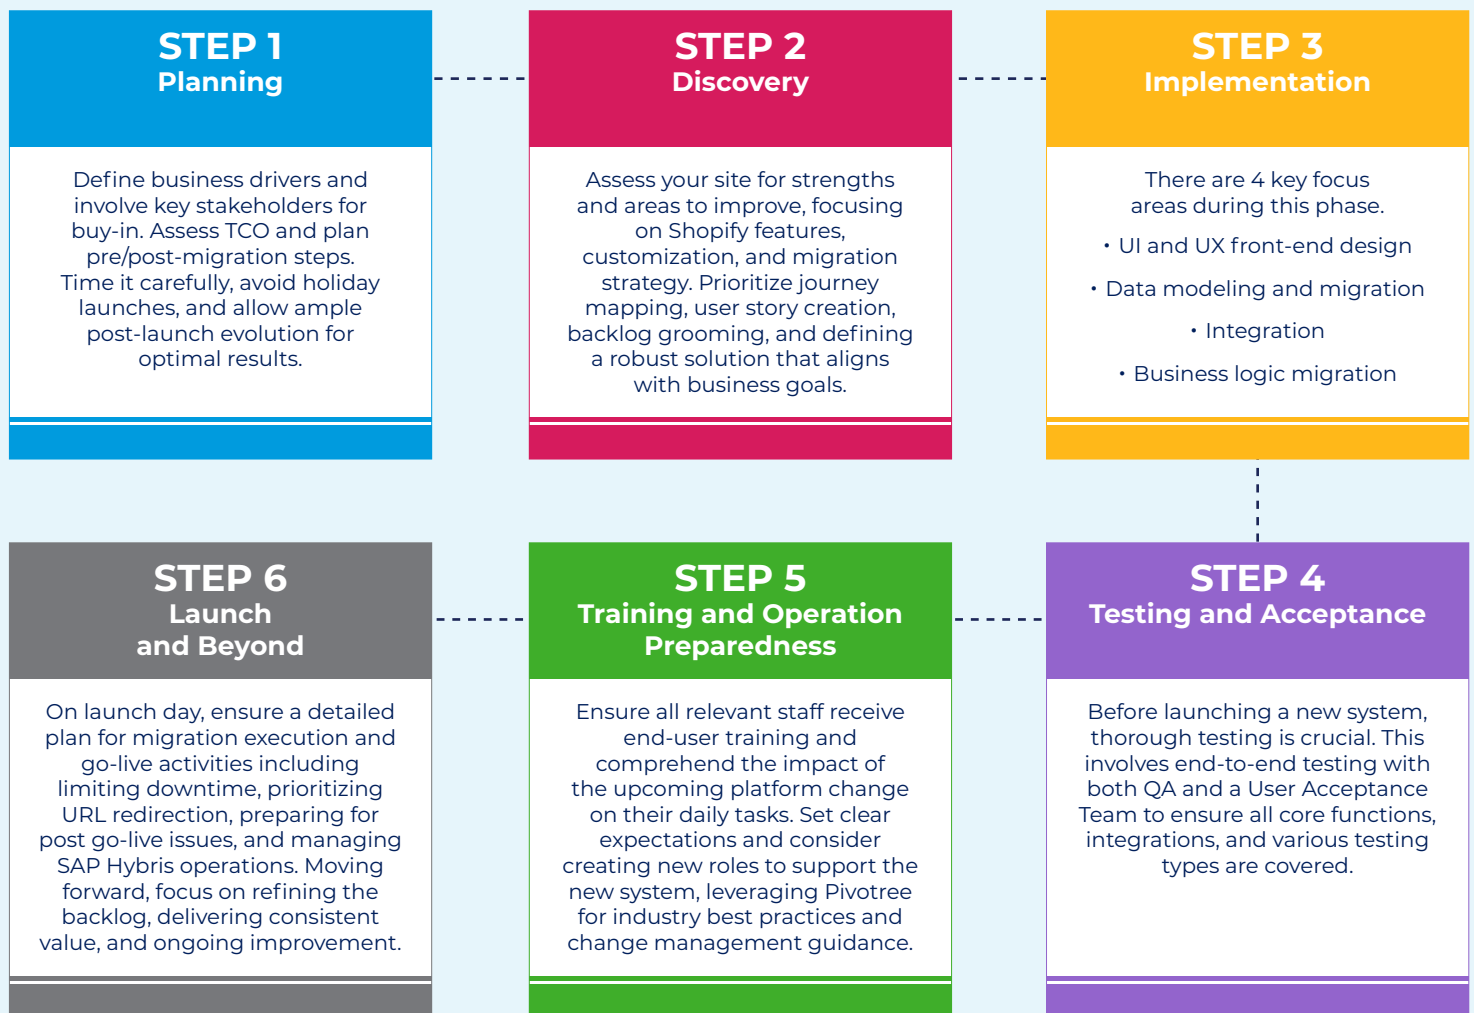 STEP 1
Planning
Define business drivers and
involve key stakeholders for
buy-in. Assess TCO and plan
pre/post-migration steps.
Time it carefully, avoid holiday
launches, and allow ample
post-launch evolution for
optimal results.
STEP 2
Discovery
Assess your site for strengths
and areas to improve, focusing
on Shopify features,
customization, and migration
strategy. Prioritize journey
mapping, user story creation,
backlog grooming, and defining
a robust solution that aligns
with business goals.
STEP 3
Implementation
There are 4 key focus
areas during this phase.
• UI and UX front-end design
• Data modeling and migration
• Integration
• Business logic migration
STEP 4
Testing and Acceptance
Before launching a new system,
thorough testing is crucial. This
involves end-to-end testing with
both QA and a User Acceptance
Team to ensure all core functions,
integrations, and various testing
types are covered.
STEP 5
Training and Operation
Preparedness
Ensure all relevant staff receive
end-user training and
comprehend the impact of
the upcoming platform change
on their daily tasks. Set clear
expectations and consider
creating new roles to support the
new system, leveraging Pivotree
for industry best practices and
change management guidance.
STEP 6
Launch
and Beyond
On launch day, ensure a detailed
plan for migration execution and
go-live activities including
limiting downtime, prioritizing
URL redirection, preparing for
post go-live issues, and managing
SAP Hybris operations. Moving
forward, focus on refining the
backlog, delivering consistent
value, and ongoing improvement.